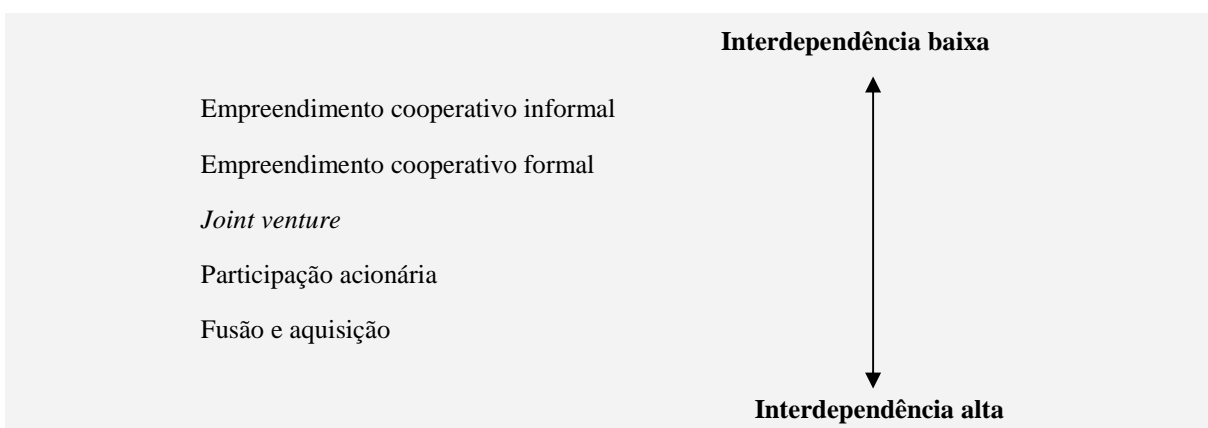 Interdependência baixa
Empreendimento cooperativo informal
Empreendimento cooperativo formal
Joint venture
Participação acionária
Fusão e aquisição
Interdependência alta